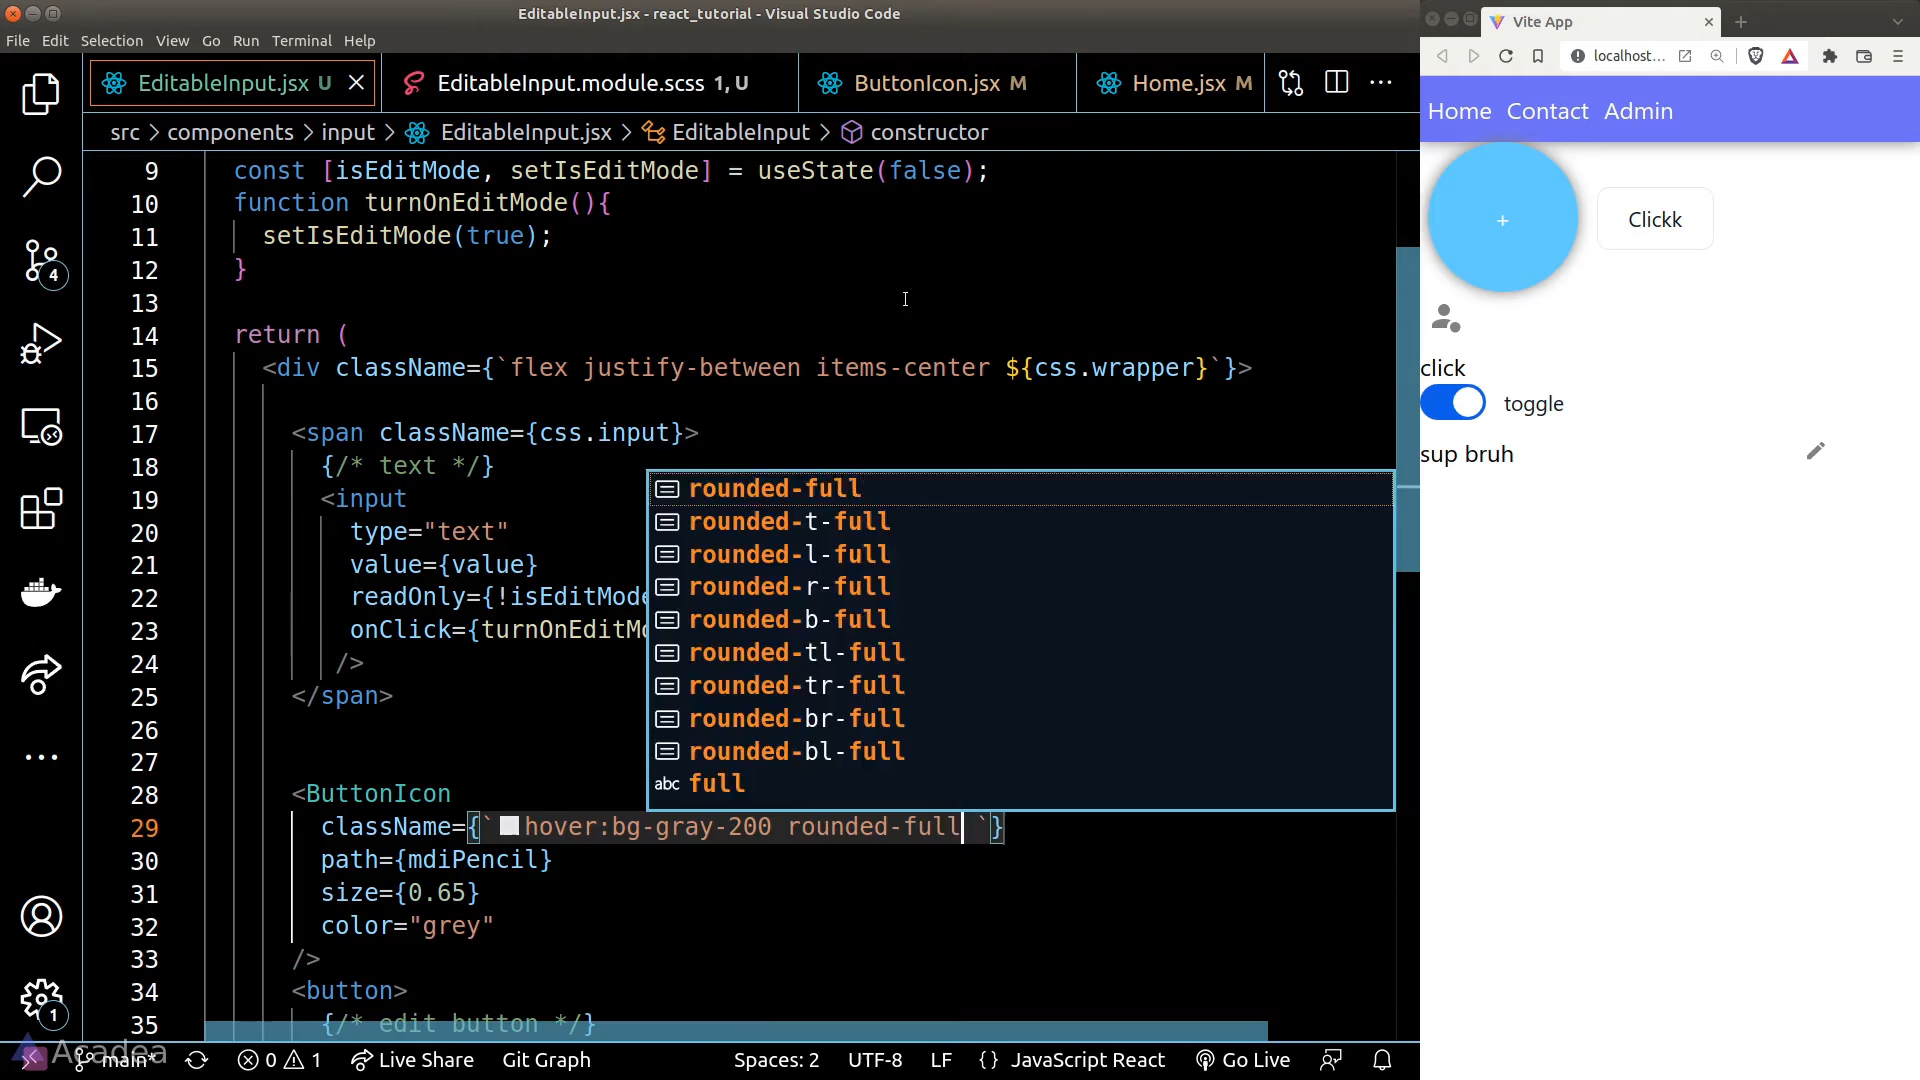 EditableInput.jsx - react_tutorial - Visual Studio Code
File Edit Selection View Go Run Terminal Help
EditableInput.jsx U
EditableInput.module.scss 1, U
ButtonIcon.jsx M
Home.jsx M
src > components > input > EditableInput.jsx > EditableInput > constructor
9 const [isEditMode, setIsEditMode] = useState(false);
10 function turnOnEditMode(){
11 setIsEditMode(true);
12 }
13
14 return (
15 <div className={`flex justify-between items-center ${css.wrapper}`}>
16
17 <span className={css.input}>
18 {/* text */}
19 <input
20 type="text"
21 value={value}
22 readOnly={!isEditMode
23 onClick={turnOnEditMo
24 />
25 </span>
26
27
28 <ButtonIcon
29 className={`hover:bg-gray-200 rounded-full `}
30 path={mdiPencil}
31 size={0.65}
32 color="grey"
33 />
34 <button>
35 {/* edit button */}
rounded-full
rounded-t-full
rounded-l-full
rounded-r-full
rounded-b-full
rounded-tl-full
rounded-tr-full
rounded-br-full
rounded-bl-full
abc full
4
1
Acadea
main* 0 1 Live Share Git Graph Spaces: 2 UTF-8 LF {} JavaScript React Go Live
Vite App
localhost...
Home Contact Admin
+
Clickk
click
toggle
sup bruh